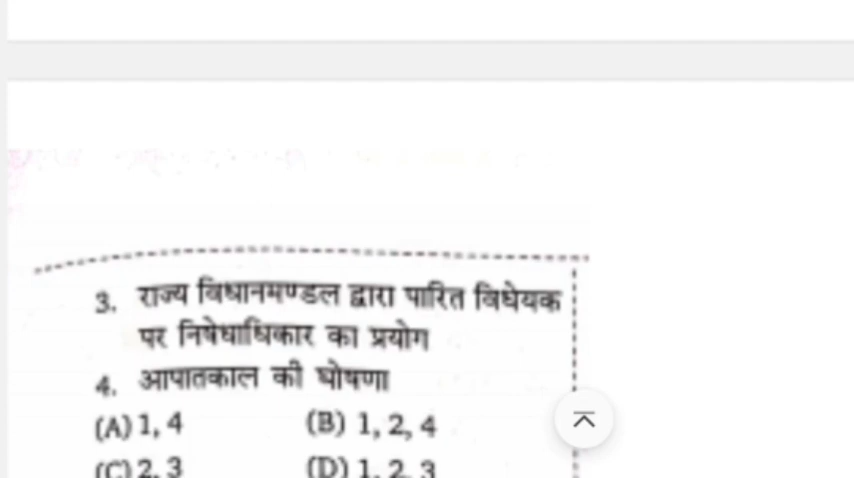 3. राज्य विधानमण्डल द्वारा पारित विधेयक
पर निषेधाधिकार का प्रयोग
4. आपातकाल की घोषणा
(A) 1, 4 (B) 1, 2, 4
(C) 2, 3 (D) 1, 2, 3